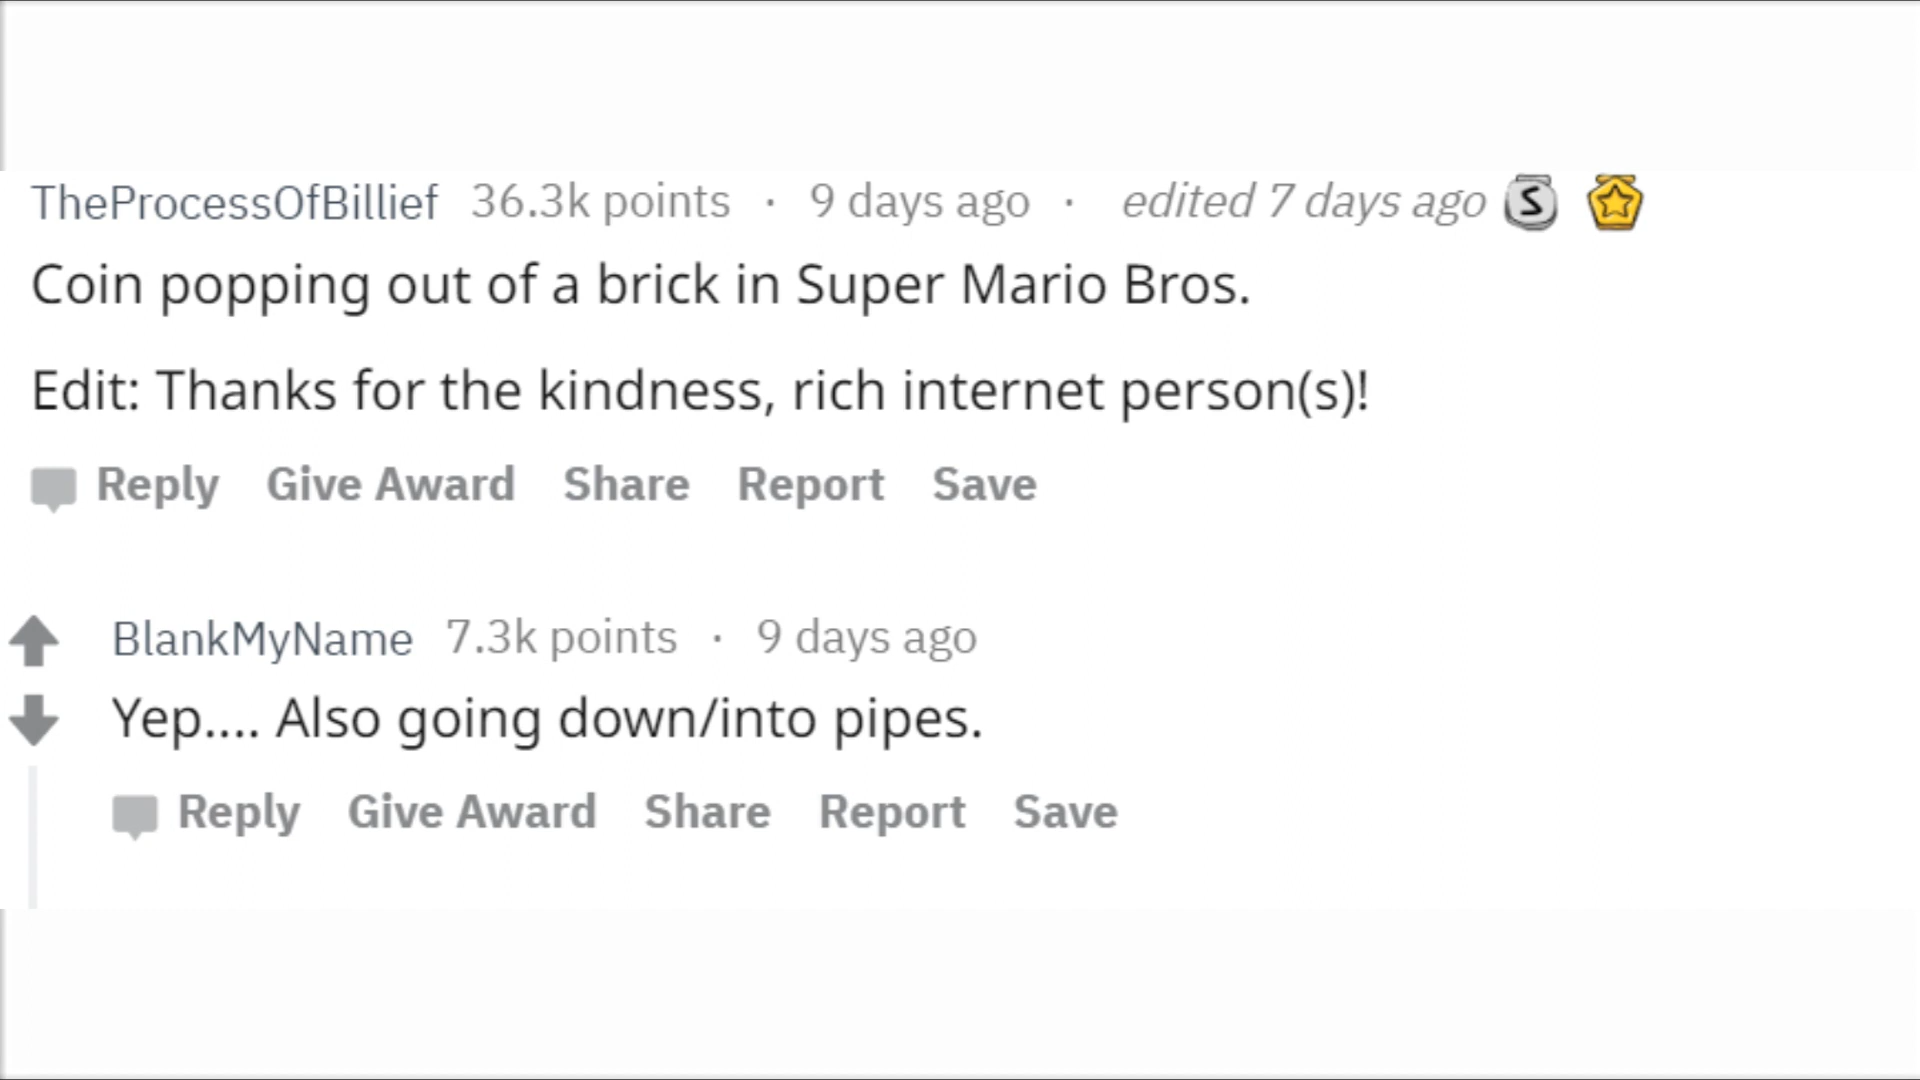 TheProcessOfBillief 36.3k points · 9 days ago · edited 7 days ago S
Coin popping out of a brick in Super Mario Bros.
Edit: Thanks for the kindness, rich internet person(s)!
Reply Give Award Share Report Save
BlankMyName 7.3k points · 9 days ago
Yep.... Also going down/into pipes.
Reply Give Award Share Report Save